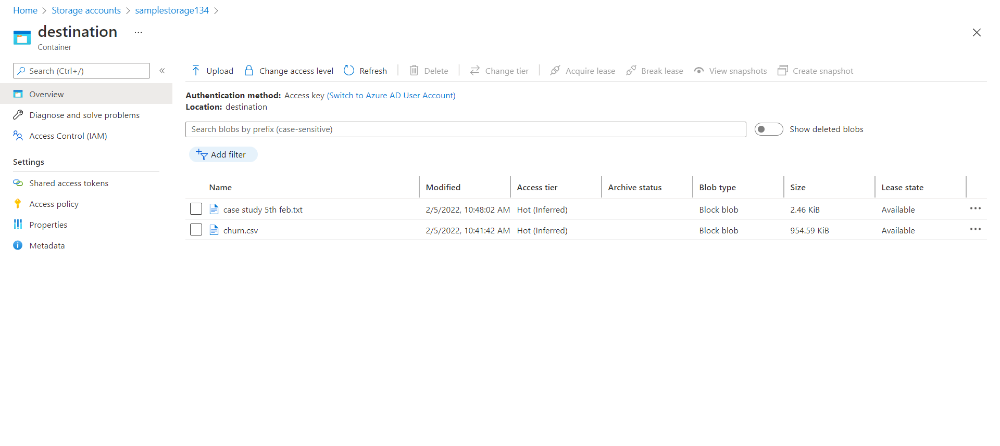 Home > Storage accounts > samplestorage134 >
destination ...
Container
Search (Ctrl+/) «
Upload Change access level Refresh Delete Change tier Acquire lease Break lease View snapshots Create snapshot
Overview
Diagnose and solve problems
Access Control (IAM)
Settings
Shared access tokens
Access policy
Properties
Metadata
Authentication method: Access key (Switch to Azure AD User Account)
Location: destination
Search blobs by prefix (case-sensitive) Show deleted blobs
Add filter
Name Modified Access tier Archive status Blob type Size Lease state
case study 5th feb.txt 2/5/2022, 10:48:02 AM Hot (Inferred) Block blob 2.46 KiB Available ...
churn.csv 2/5/2022, 10:41:42 AM Hot (Inferred) Block blob 954.59 KiB Available ...